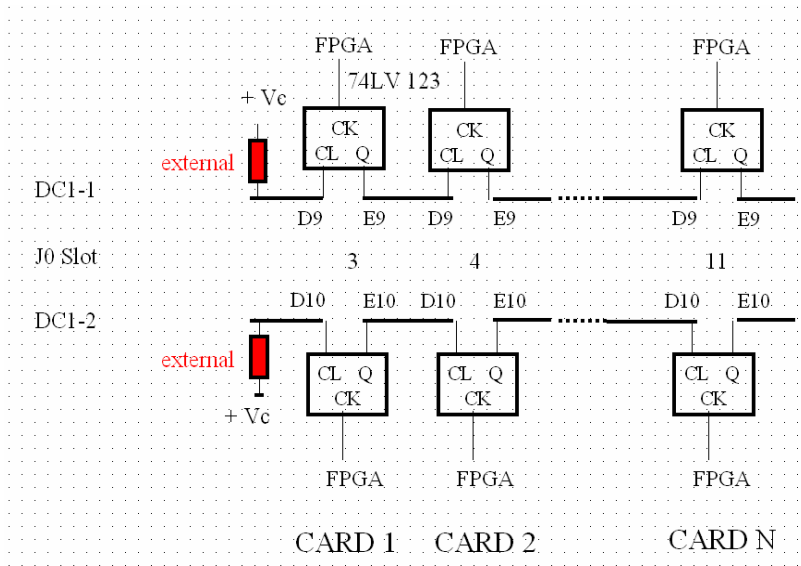 FPGA FPGA FPGA
74LV 123
+ Vc
CK CK CK
CL Q CL Q CL Q
external
DC1-1
D9 E9 D9 E9 D9 E9
J0 Slot 3 4 11
D10 E10 D10 E10 D10 E10
DC1-2
external
CL Q CL Q CL Q
CK CK CK
+ Vc
FPGA FPGA FPGA
CARD 1 CARD 2 CARD N